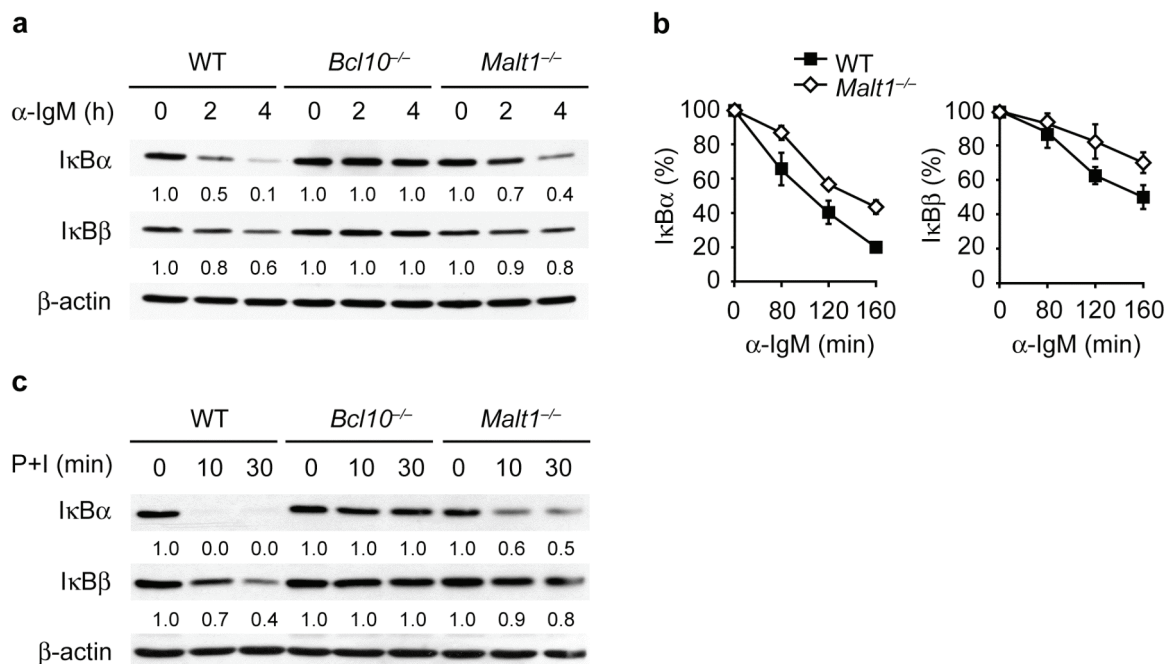 a
WT Bcl10–/– Malt1–/–
α-IgM (h) 0 2 4 0 2 4 0 2 4
IκBα
1.0 0.5 0.1 1.0 1.0 1.0 1.0 0.7 0.4
IκBβ
1.0 0.8 0.6 1.0 1.0 1.0 1.0 0.9 0.8
β-actin
b
WT
Malt1–/–
IκBα (%)
100
80
60
40
20
0
0 80 120 160
α-IgM (min)
IκBβ (%)
100
80
60
40
20
0
0 80 120 160
α-IgM (min)
c
WT Bcl10–/– Malt1–/–
P+I (min) 0 10 30 0 10 30 0 10 30
IκBα
1.0 0.0 0.0 1.0 1.0 1.0 1.0 0.6 0.5
IκBβ
1.0 0.7 0.4 1.0 1.0 1.0 1.0 0.9 0.8
β-actin